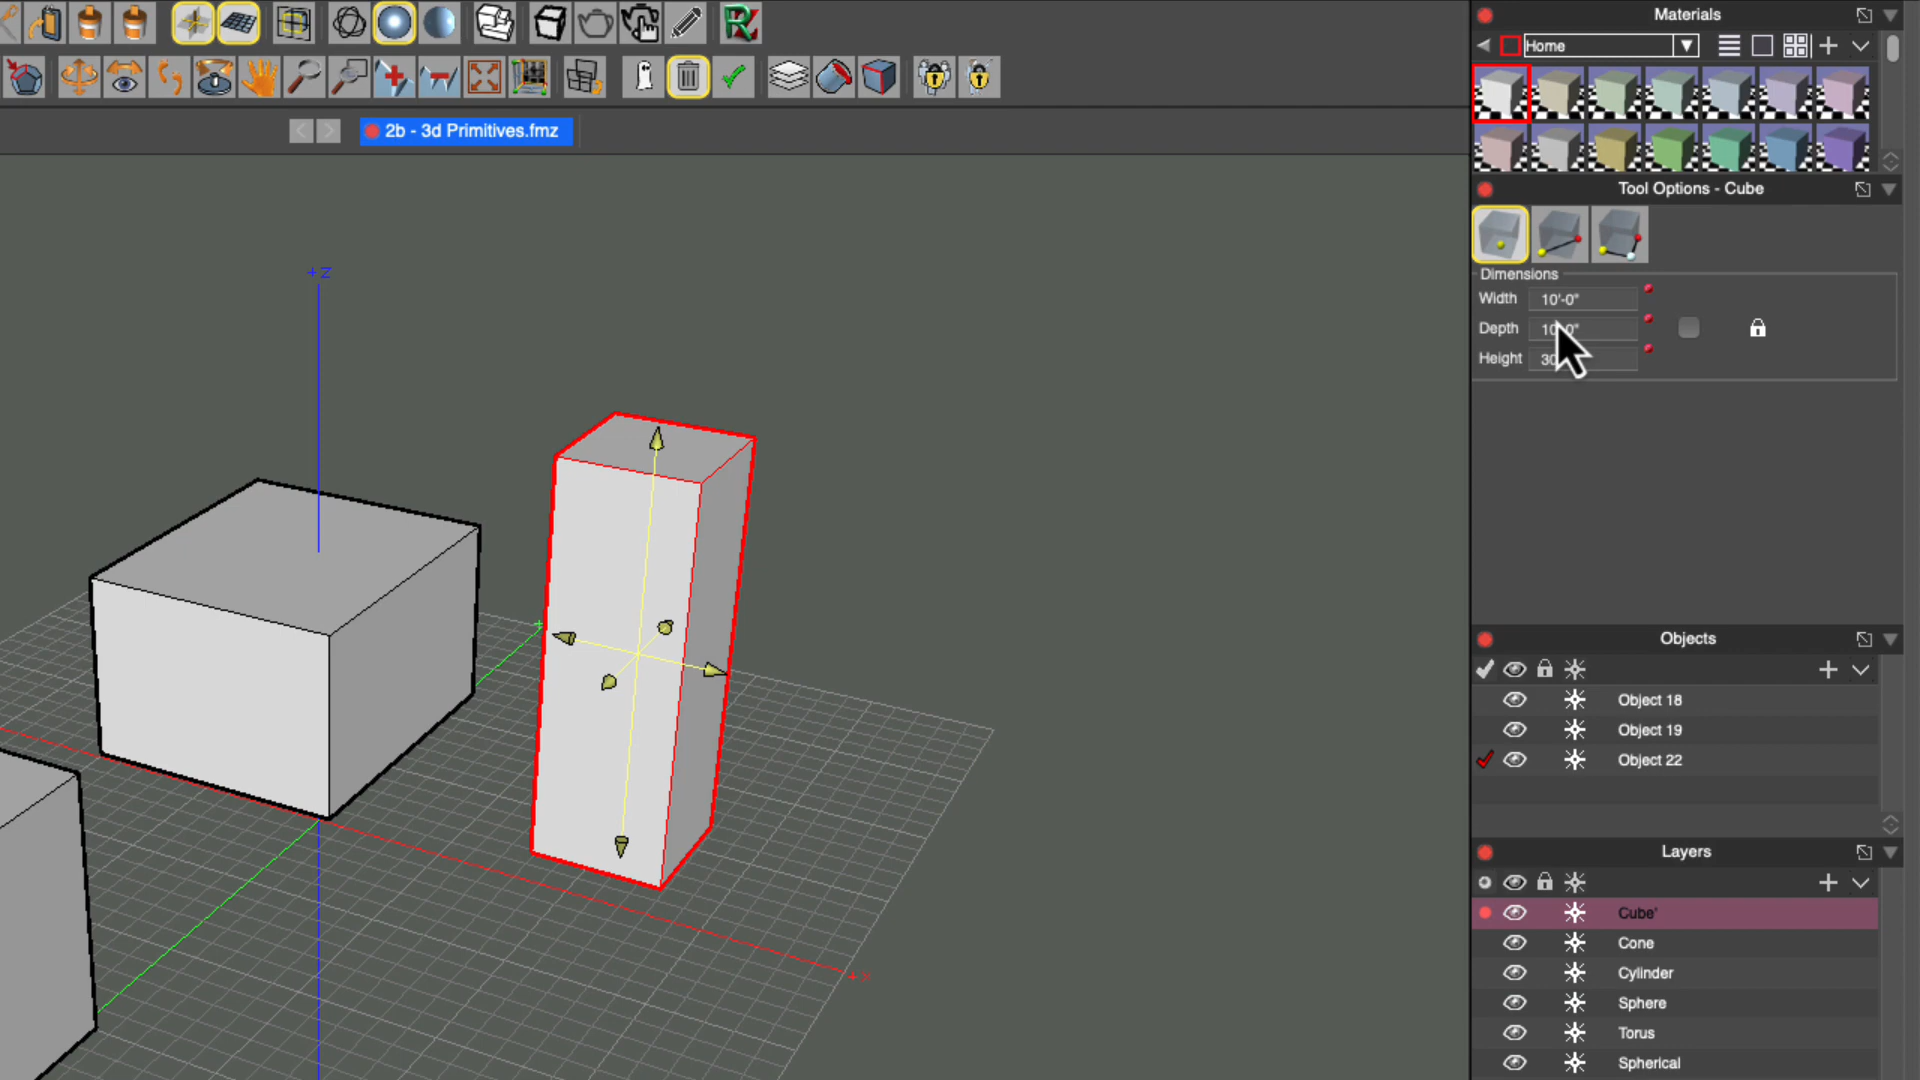 Materials
Home
2b - 3d Primitives.fmz
Tool Options - Cube
+Z
Dimensions
Width 10'-0"
Depth
Height
Objects
Object 18
Object 19
Object 22
Layers
Cube'
Cone
Cylinder
Sphere
Torus
Spherical